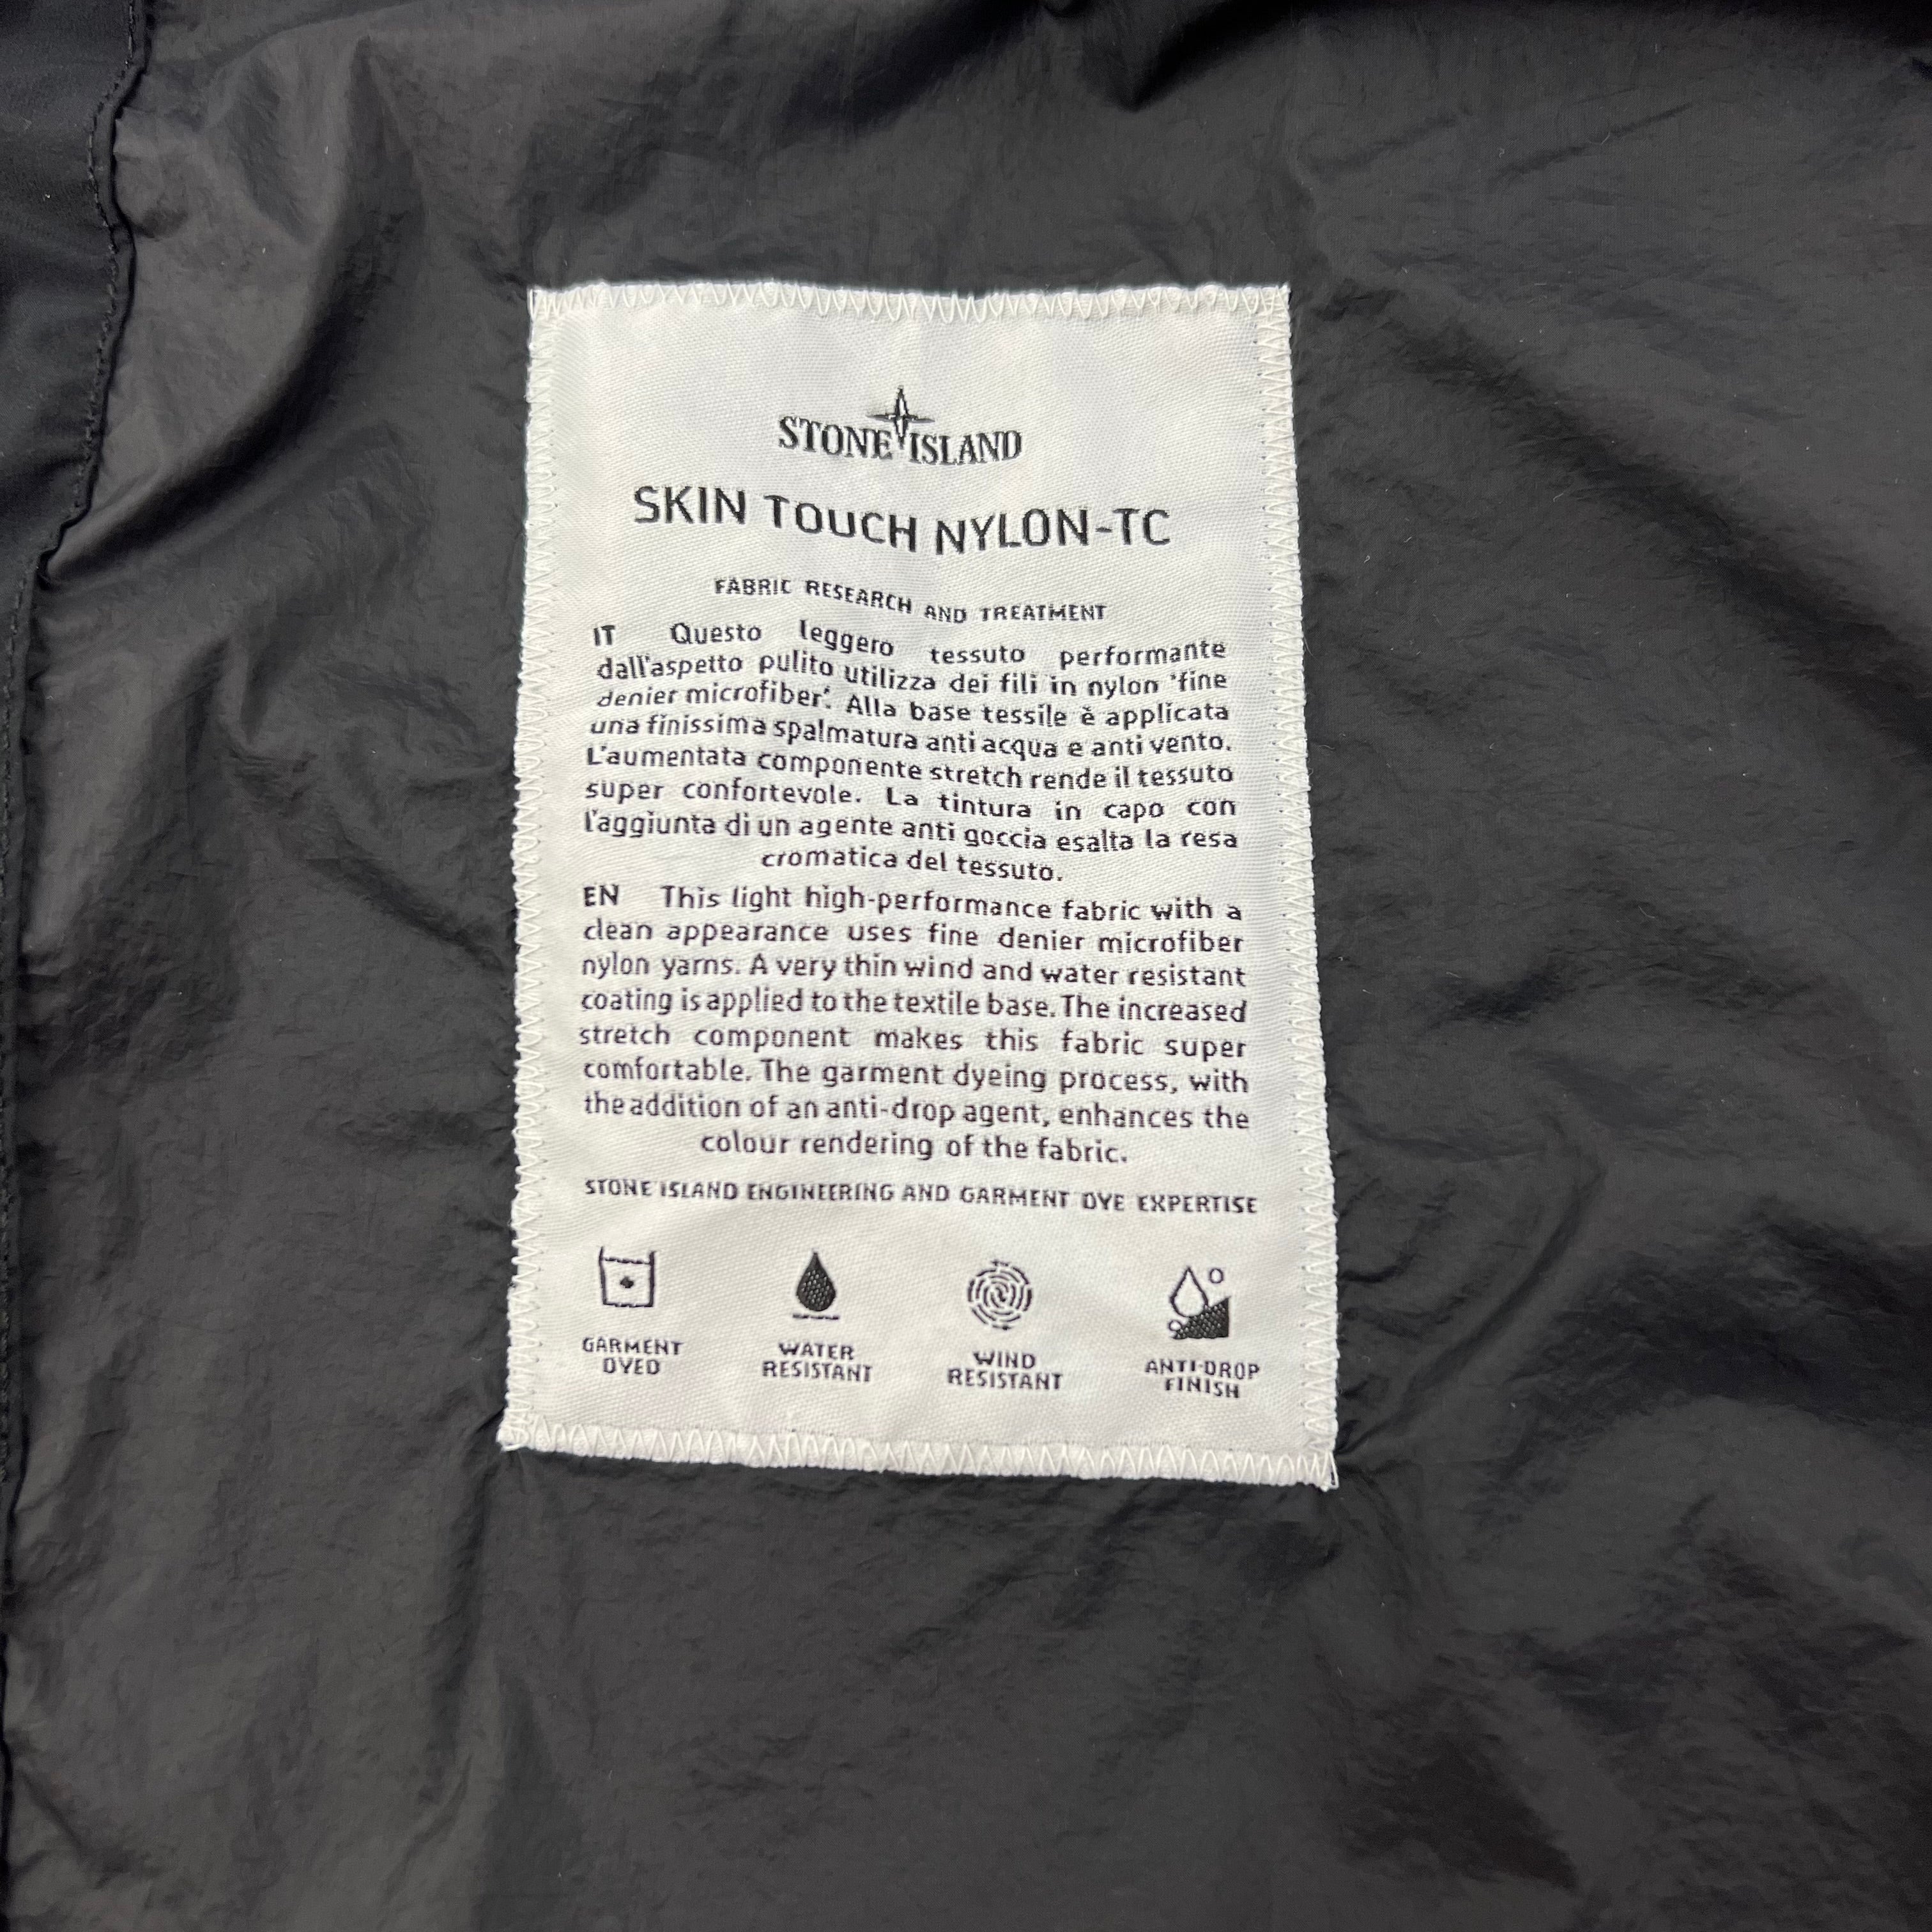 STONE ISLAND
SKIN TOUCH NYLON-TC
FABRIC RESEARCH AND TREATMENT
IT Questo leggero tessuto performante
dall'aspetto pulito utilizza dei fili in nylon 'fine
denier microfiber'. Alla base tessile è applicata
una finissima spalmatura anti acqua e anti vento.
L'aumentata componente stretch rende il tessuto
super confortevole. La tintura in capo con
l'aggiunta di un agente anti goccia esalta la resa
cromatica del tessuto.
EN This light high-performance fabric with a
clean appearance uses fine denier microfiber
nylon yarns. A very thin wind and water resistant
coating is applied to the textile base. The increased
stretch component makes this fabric super
comfortable. The garment dyeing process, with
the addition of an anti-drop agent, enhances the
colour rendering of the fabric.
STONE ISLAND ENGINEERING AND GARMENT DYE EXPERTISE
GARMENT
DYED
WATER
RESISTANT
WIND
RESISTANT
ANTI-DROP
FINISH